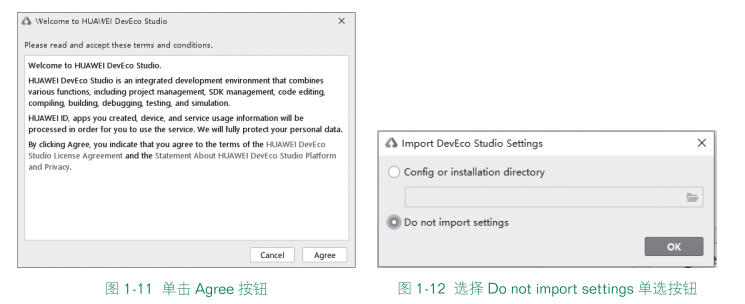 Welcome to HUAWEI DevEco Studio
Please read and accept these terms and conditions.
Welcome to HUAWEI DevEco Studio.
HUAWEI DevEco Studio is an integrated development environment that combines
various functions, including project management, SDK management, code editing,
compiling, building, debugging, testing, and simulation.
HUAWEI ID, apps you created, device, and service usage information will be
processed in order for you to use the service. We will fully protect your personal data.
By clicking Agree, you indicate that you agree to the terms of the HUAWEI DevEco
Studio License Agreement and the Statement About HUAWEI DevEco Studio Platform
and Privacy.
Cancel Agree
图 1-11 单击 Agree 按钮
Import DevEco Studio Settings
Config or installation directory
Do not import settings
OK
图 1-12 选择 Do not import settings 单选按钮